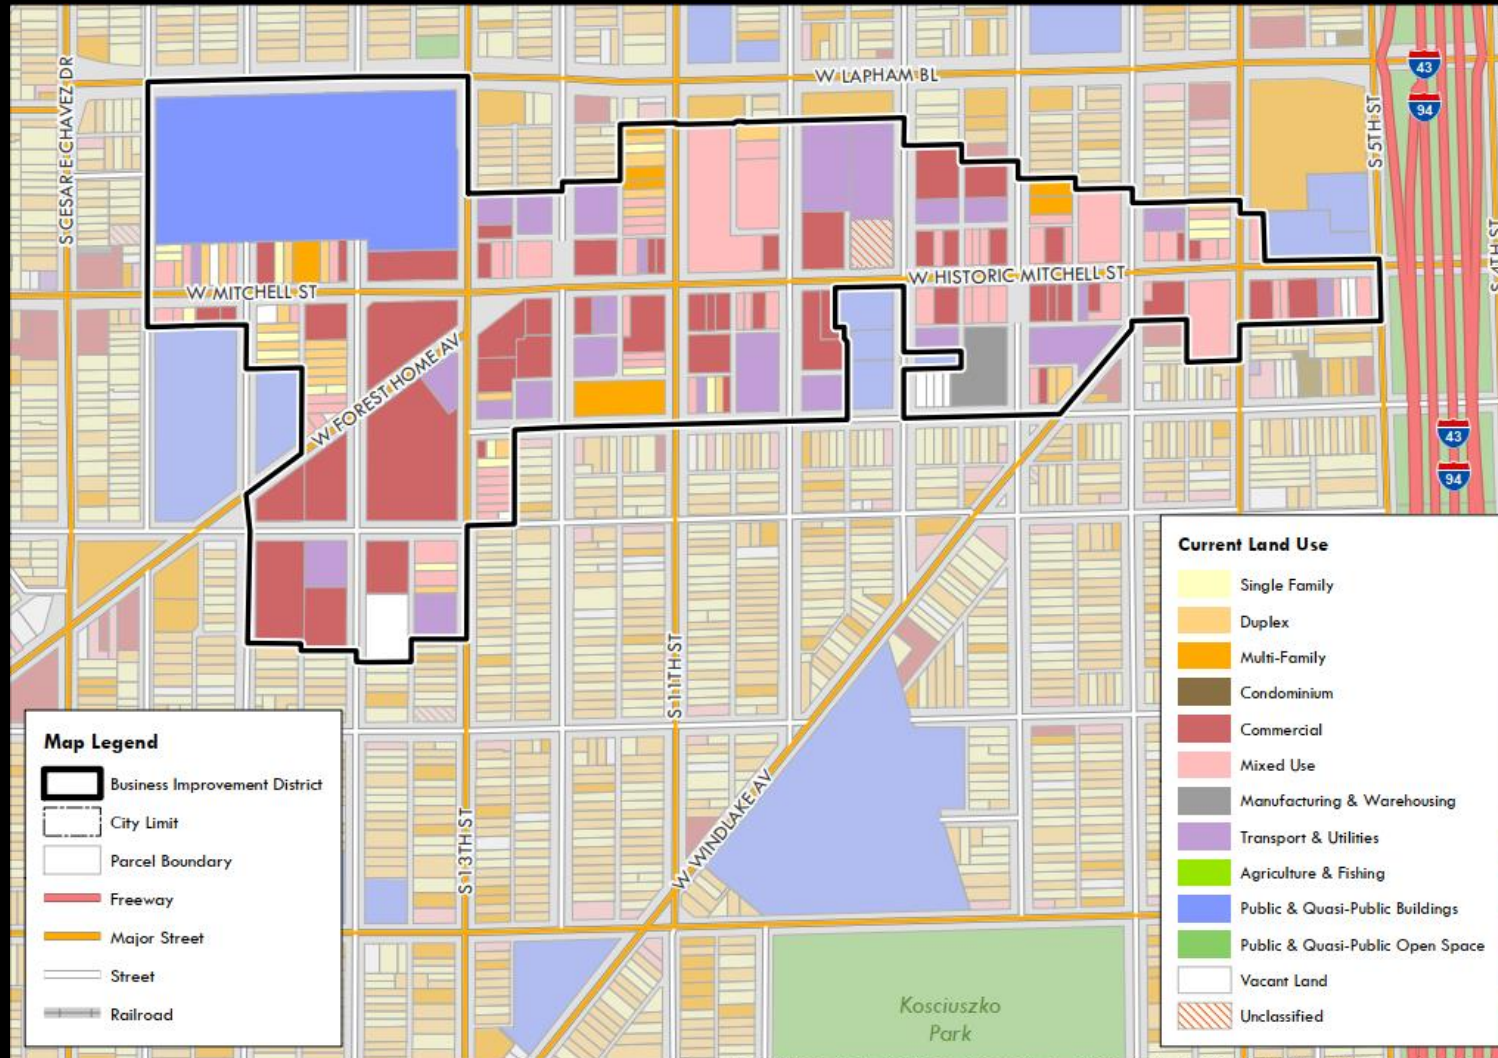 W LAPHAM BL
43
94
S CESAR E CHAVEZ DR
S 5TH ST
S 4TH ST
W HISTORIC MITCHELL ST
W MITCHELL ST
W FOREST HOME AV
43
94
S 11TH ST
S 13TH ST
W WINDLAKE AV
Kosciuszko
Park
Map Legend
Business Improvement District
City Limit
Parcel Boundary
Freeway
Major Street
Street
Railroad
Current Land Use
Single Family
Duplex
Multi-Family
Condominium
Commercial
Mixed Use
Manufacturing & Warehousing
Transport & Utilities
Agriculture & Fishing
Public & Quasi-Public Buildings
Public & Quasi-Public Open Space
Vacant Land
Unclassified